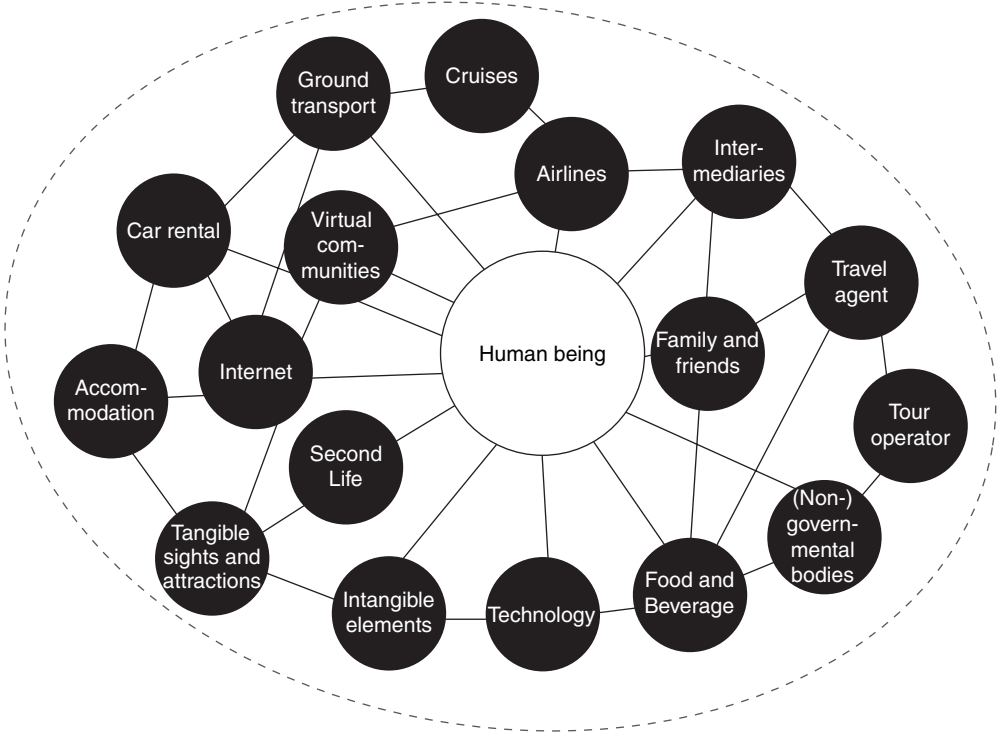 Ground
transport
Cruises
Airlines
Inter-
mediaries
Car rental
Virtual
com-
munities
Travel
agent
Human being
Family and
friends
Internet
Accom-
modation
Tour
operator
Second
Life
(Non-)
govern-
mental
bodies
Tangible
sights and
attractions
Intangible
elements
Technology
Food and
Beverage